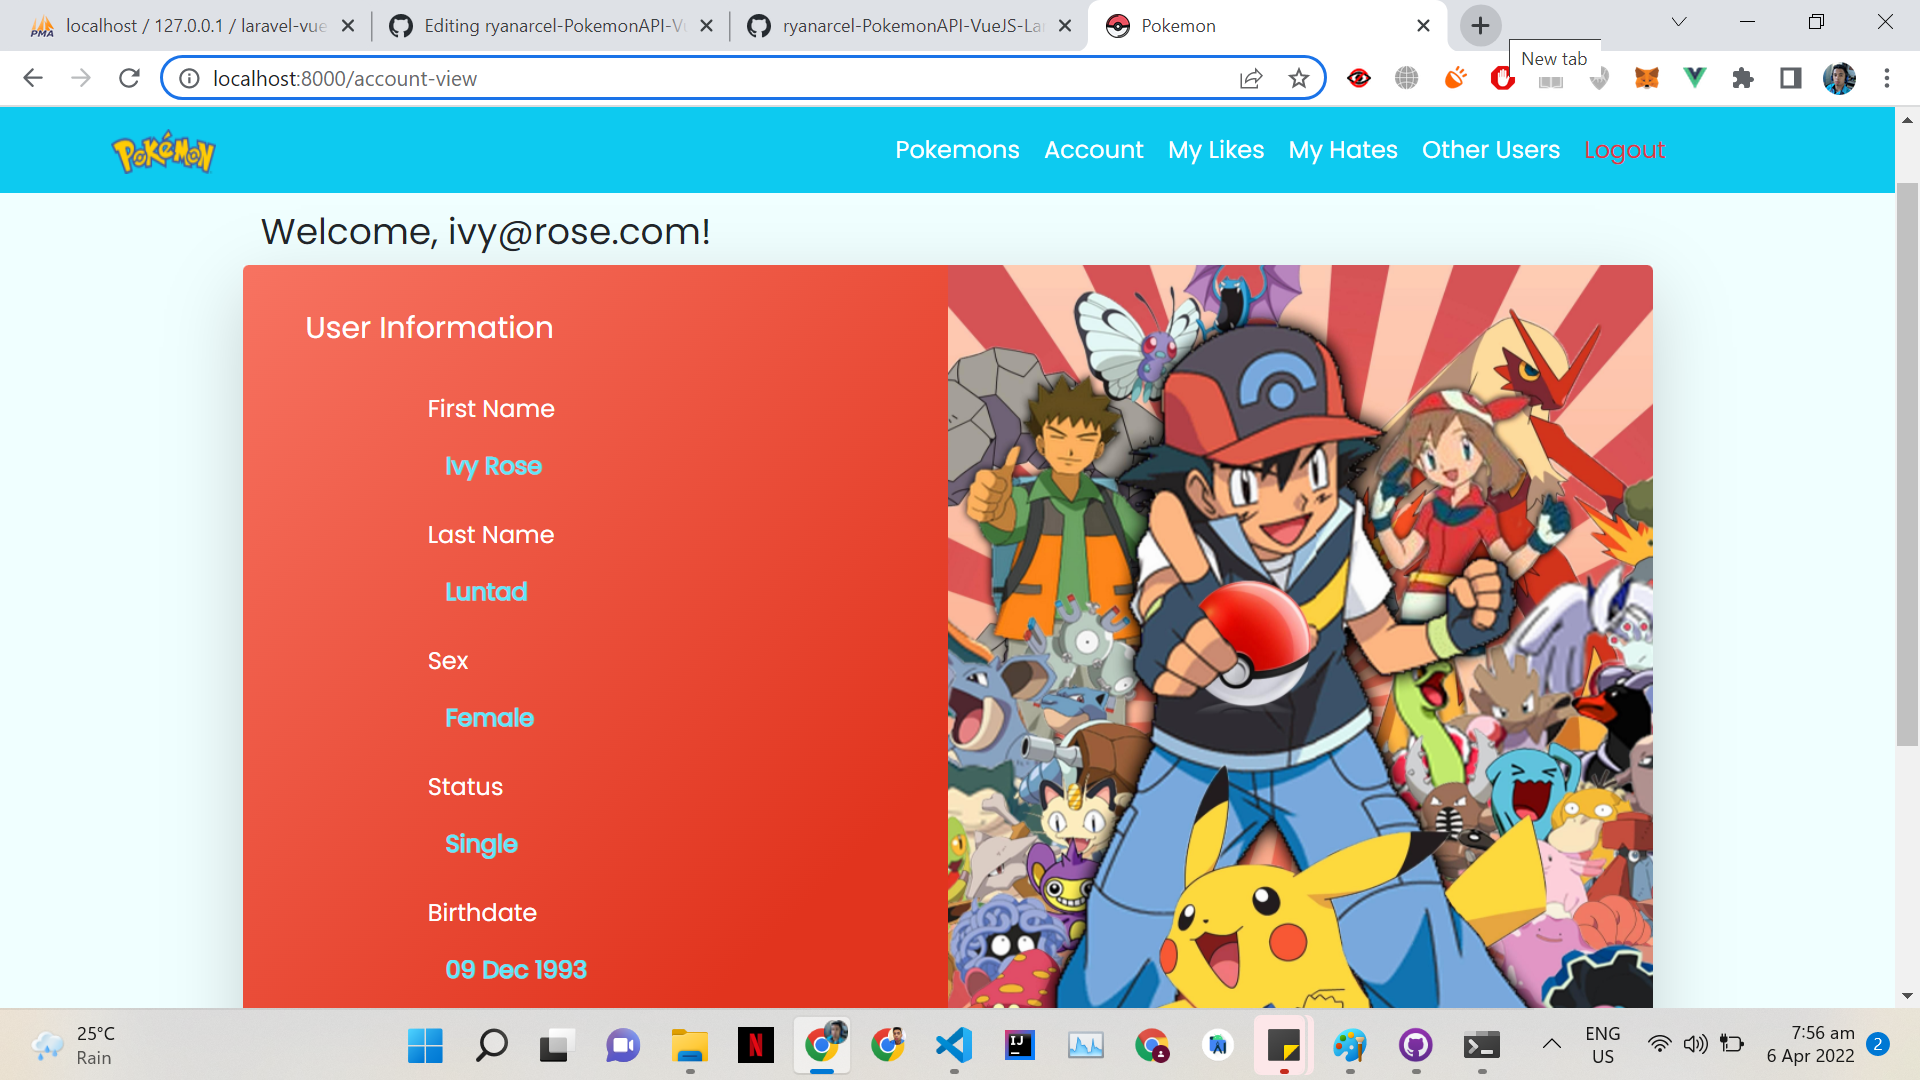 localhost / 127.0.0.1 / laravel-vue
Editing ryanarcel-PokemonAPI-Vu
ryanarcel-PokemonAPI-VueJS-Lar
Pokemon
New tab
localhost:8000/account-view
Pokémon
Pokemons
Account
My Likes
My Hates
Other Users
Logout
Welcome, ivy@rose.com!
User Information
First Name
Ivy Rose
Last Name
Luntad
Sex
Female
Status
Single
Birthdate
09 Dec 1993
25°C
Rain
ENG
US
7:56 am
6 Apr 2022
2